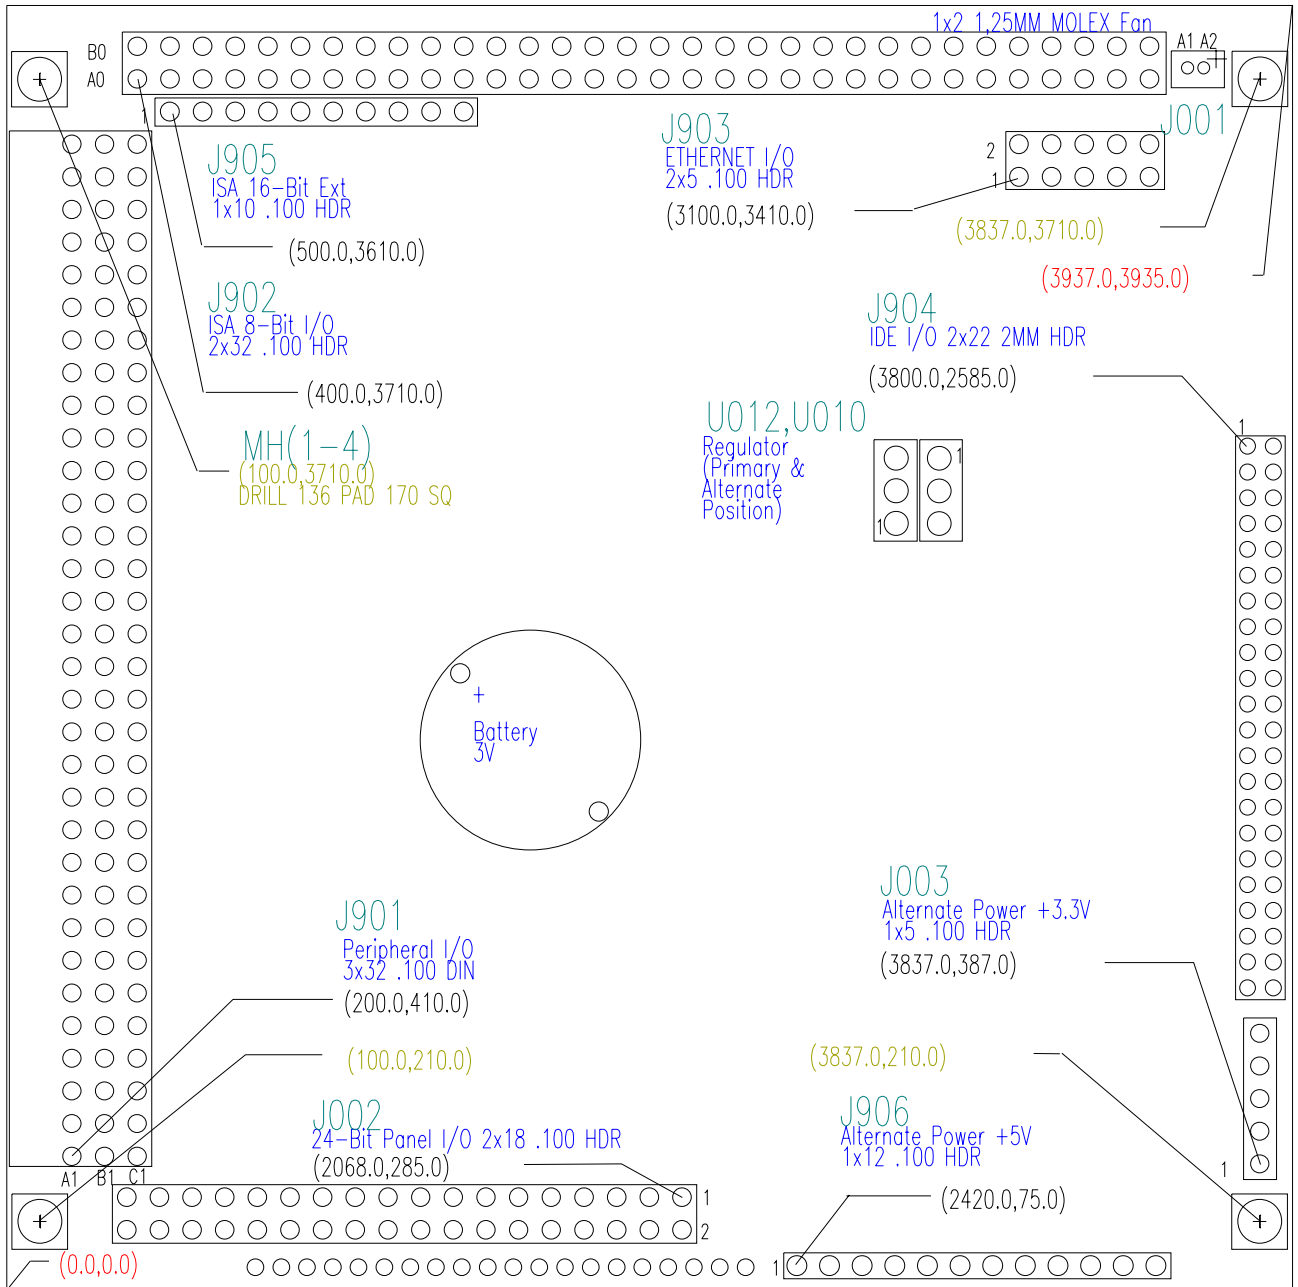 1x2 1,25MM MOLEX Fan
B0
A0
A1 A2
J001
1
J905
ISA 16-Bit Ext
1x10 .100 HDR
(500.0,3610.0)
J903
ETHERNET I/O
2x5 .100 HDR
(3100.0,3410.0)
2
1
(3837.0,3710.0)
(3937.0,3935.0)
J902
ISA 8-Bit I/O
2x32 .100 HDR
(400.0,3710.0)
J904
IDE I/O 2x22 2MM HDR
(3800.0,2585.0)
1
MH(1-4)
(100.0,3710.0)
DRILL 136 PAD 170 SQ
U012,U010
Regulator
(Primary &
Alternate
Position)
1
1
+
Battery
3V
J901
Peripheral I/O
3x32 .100 DIN
(200.0,410.0)
(100.0,210.0)
J003
Alternate Power +3.3V
1x5 .100 HDR
(3837.0,387.0)
(3837.0,210.0)
J002
24-Bit Panel I/O 2x18 .100 HDR
(2068.0,285.0)
J906
Alternate Power +5V
1x12 .100 HDR
(2420.0,75.0)
1
A1 B1 C1
1
2
(0.0,0.0)
1